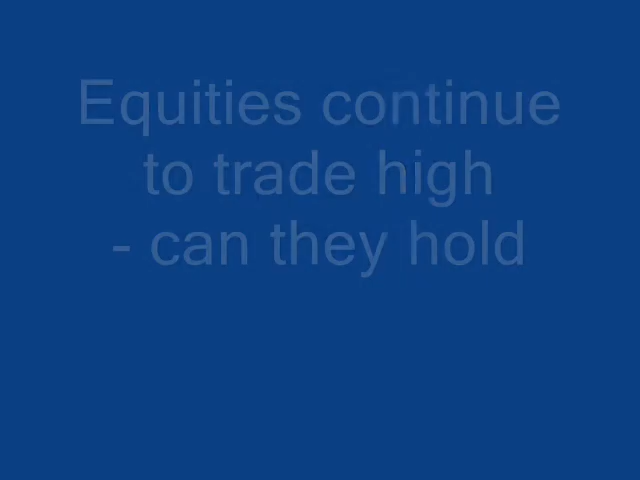 Equities continue
to trade high
- can they hold